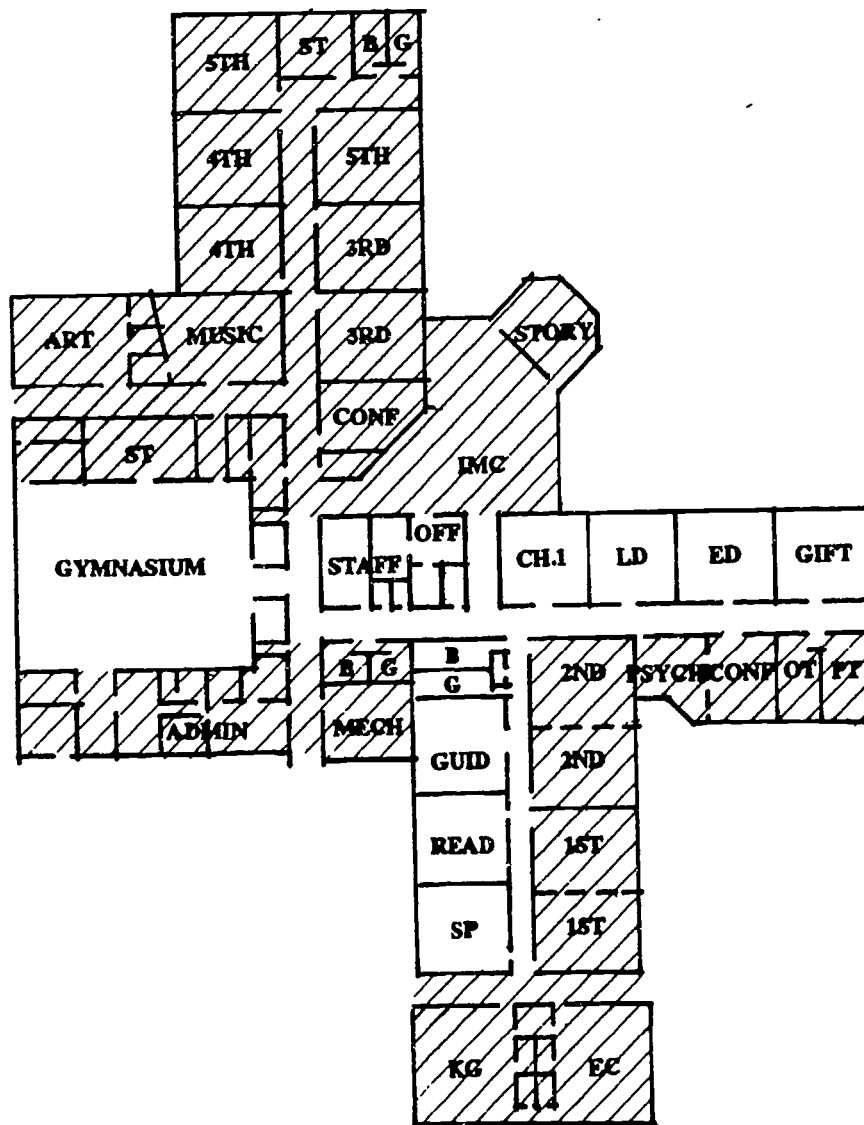 5TH
ST
B
G
4TH
5TH
4TH
3RD
ART
MUSIC
3RD
STORY
CONF
ST
IMC
OFF
GYMNASIUM
STAFF
CH.1
LD
ED
GIFT
B
G
B
G
2ND
PSYCH
CONF
OT
PT
ADMIN
MECH
GUID
2ND
READ
1ST
SP
1ST
KG
EC